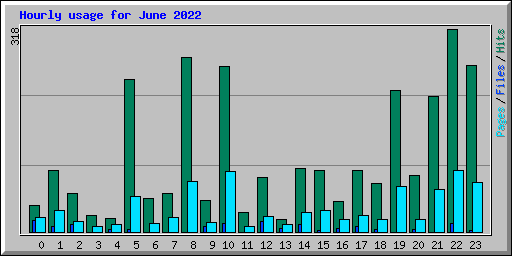 Hourly usage for June 2022
318
Pages / Files / Hits
0 1 2 3 4 5 6 7 8 9 10 11 12 13 14 15 16 17 18 19 20 21 22 23